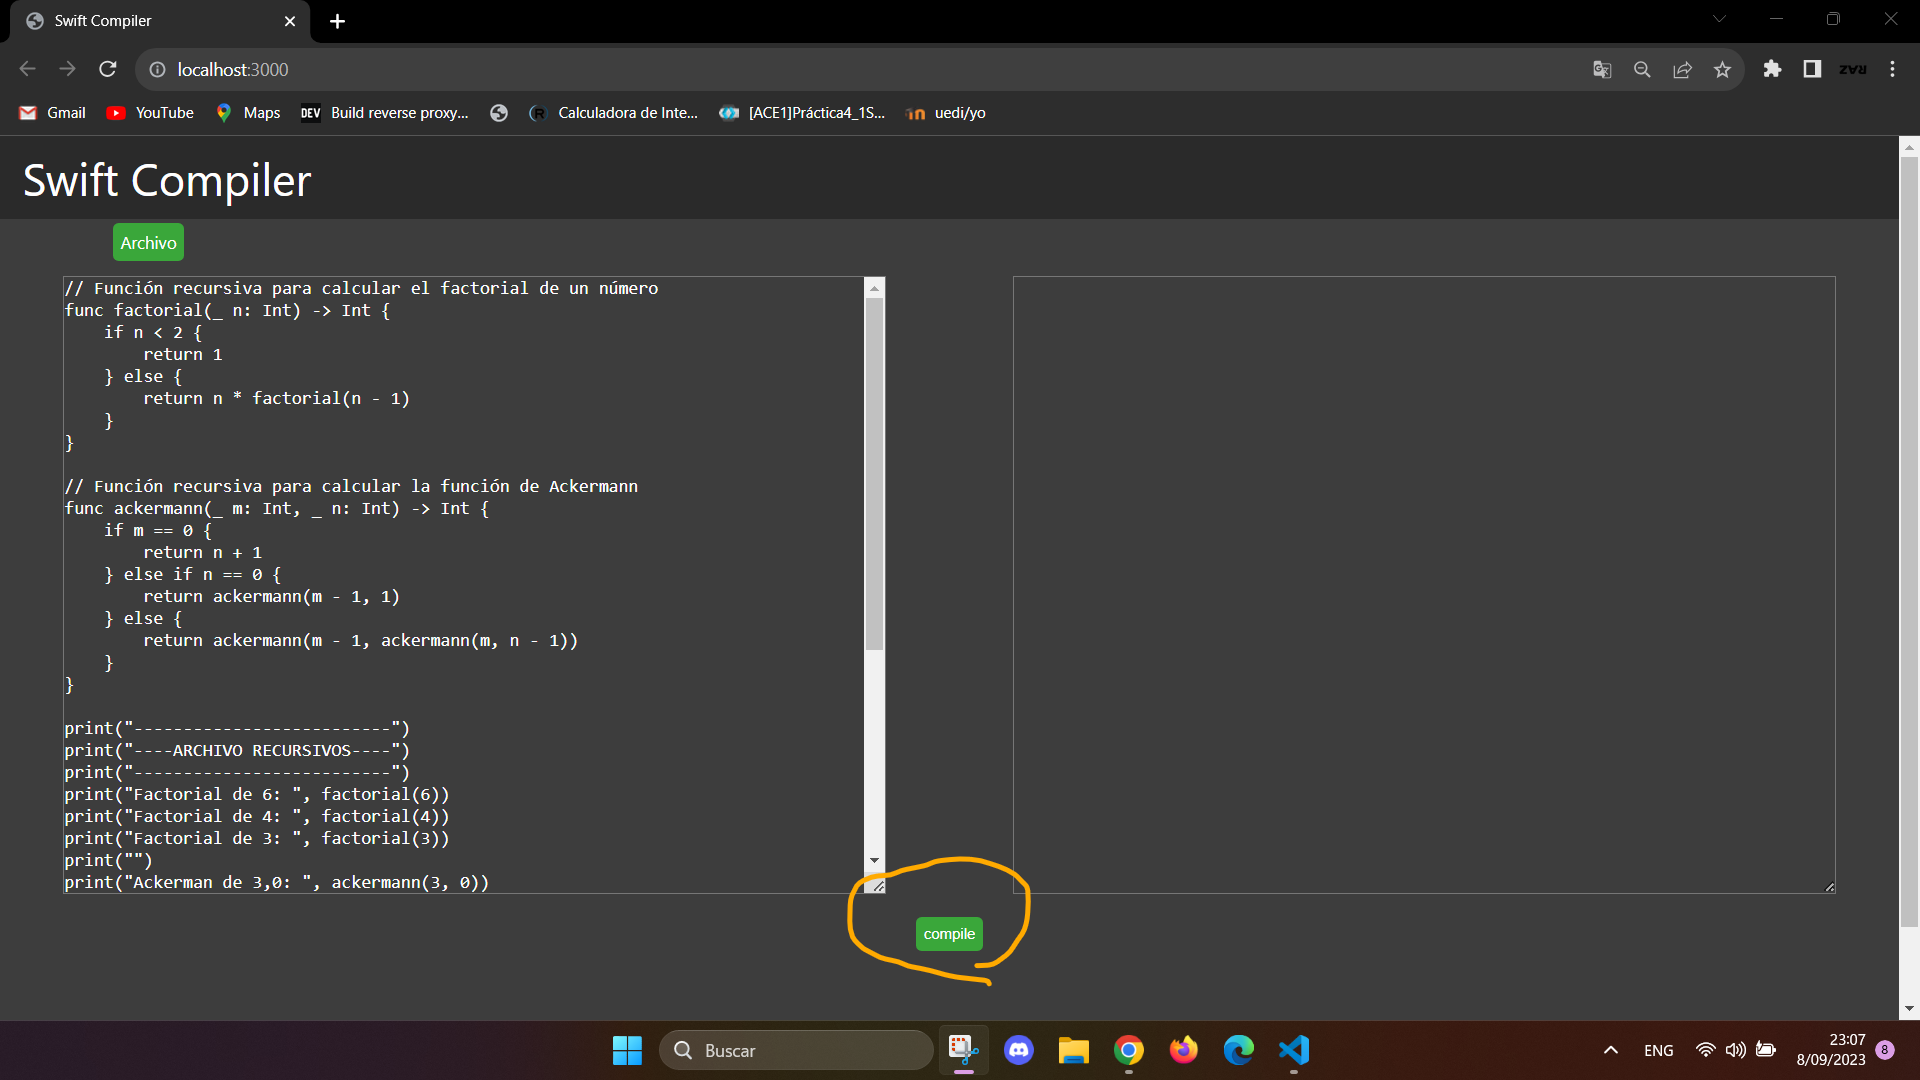 Swift Compiler
localhost:3000
Gmail YouTube Maps DEV Build reverse proxy... R Calculadora de Inte... [ACE1]Práctica4_1S... uedi/yo
Swift Compiler
Archivo
// Función recursiva para calcular el factorial de un número
func factorial(_ n: Int) -> Int {
    if n < 2 {
        return 1
    } else {
        return n * factorial(n - 1)
    }
}
// Función recursiva para calcular la función de Ackermann
func ackermann(_ m: Int, _ n: Int) -> Int {
    if m == 0 {
        return n + 1
    } else if n == 0 {
        return ackermann(m - 1, 1)
    } else {
        return ackermann(m - 1, ackermann(m, n - 1))
    }
}
print("--------------------------")
print("----ARCHIVO RECURSIVOS----")
print("--------------------------")
print("Factorial de 6: ", factorial(6))
print("Factorial de 4: ", factorial(4))
print("Factorial de 3: ", factorial(3))
print("")
print("Ackerman de 3,0: ", ackermann(3, 0))
compile
Buscar
ENG
23:07
8/09/2023
8